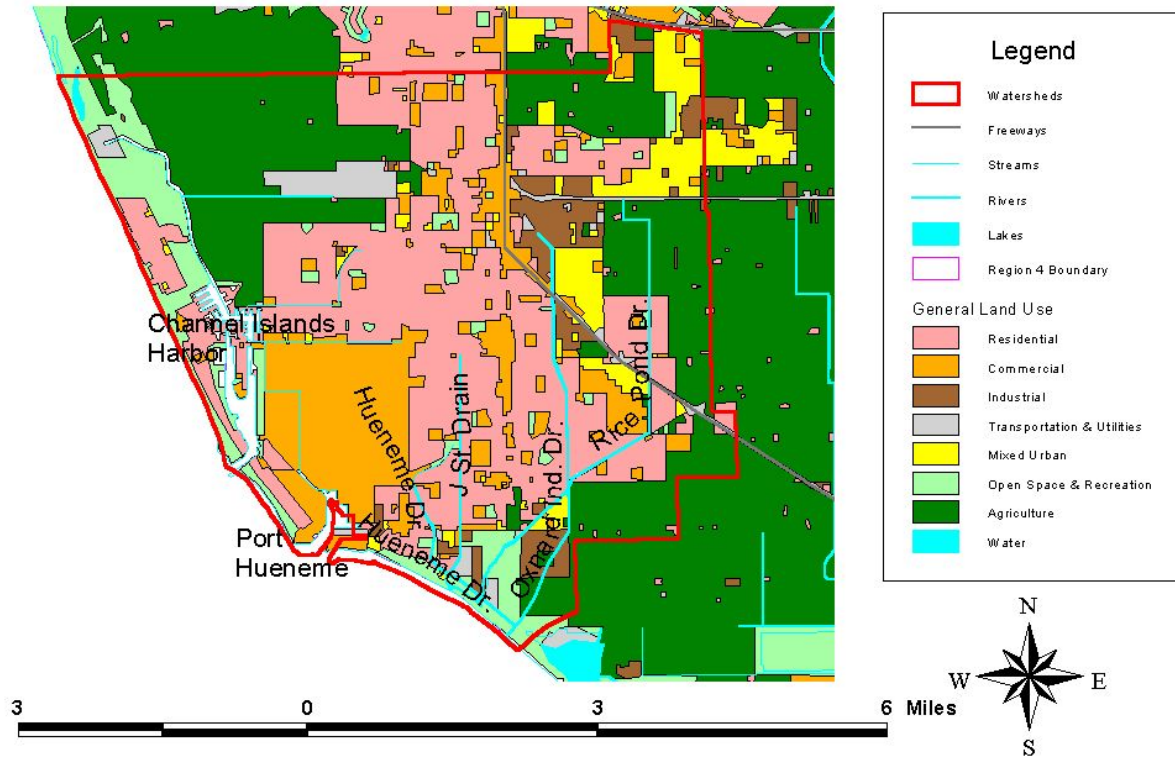 Channel Islands
Harbor
Port
Hueneme
Hueneme Dr.
Hueneme Dr.
J St. Drain
Oxnard Ind. Dr.
Rice Pond Dr
Legend
Watersheds
Freeways
Streams
Rivers
Lakes
Region 4 Boundary
General Land Use
Residential
Commercial
Industrial
Transportation & Utilities
Mixed Urban
Open Space & Recreation
Agriculture
Water
N
W E
S
3 0 3 6 Miles